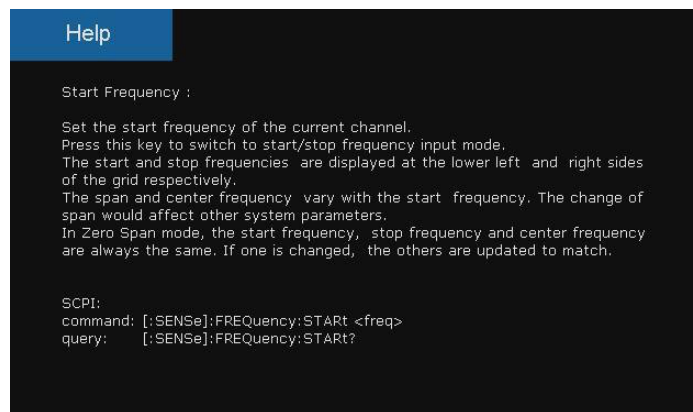 Help
Start Frequency :
Set the start frequency of the current channel.
Press this key to switch to start/stop frequency input mode.
The start and stop frequencies are displayed at the lower left and right sides
of the grid respectively.
The span and center frequency vary with the start frequency. The change of
span would affect other system parameters.
In Zero Span mode, the start frequency, stop frequency and center frequency
are always the same. If one is changed, the others are updated to match.
SCPI:
command: [:SENSe]:FREQuency:STARt <freq>
query: [:SENSe]:FREQuency:STARt?